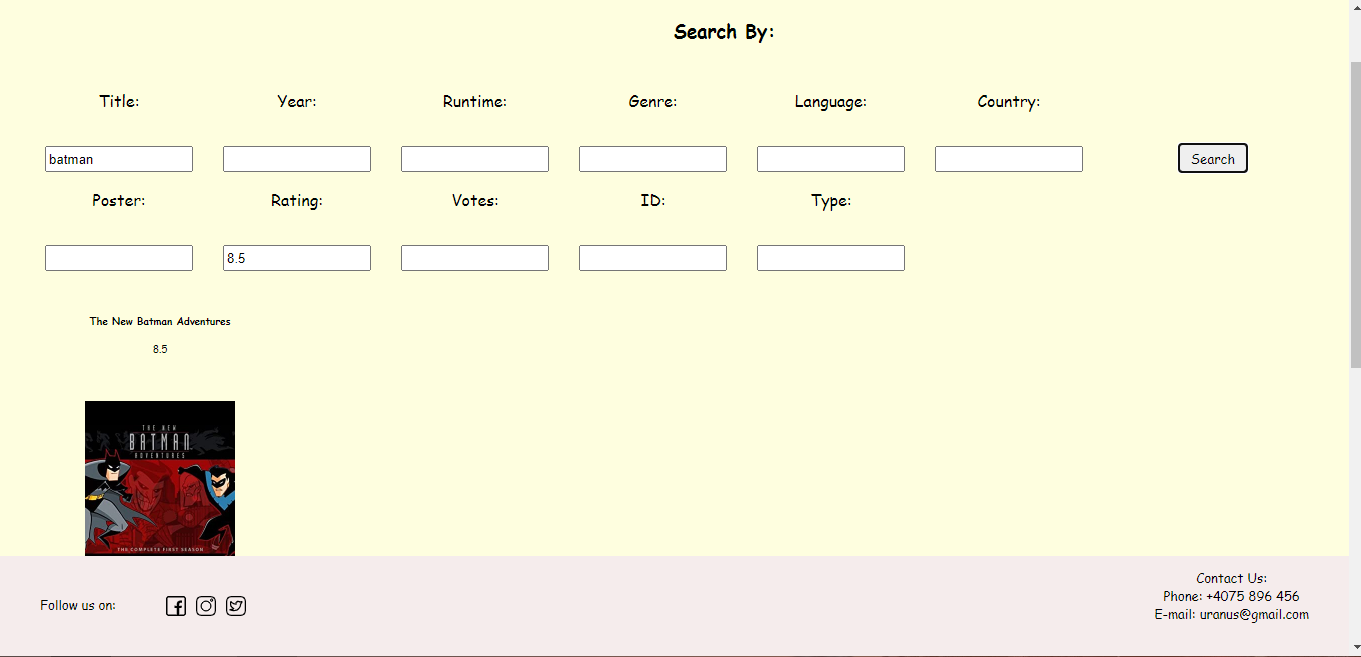 Search By:
Title: Year: Runtime: Genre: Language: Country:
batman Search
Poster: Rating: Votes: ID: Type:
8.5
The New Batman Adventures
8.5
THE NEW
BATMAN
ADVENTURES
THE COMPLETE FIRST SEASON
Contact Us:
Phone: +4075 896 456
Follow us on:
E-mail: uranus@gmail.com